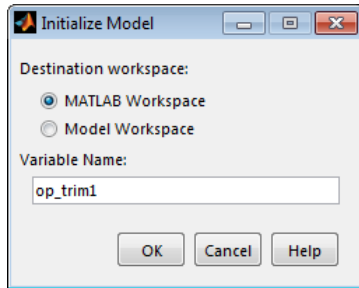 Initialize Model
Destination workspace:
MATLAB Workspace
Model Workspace
Variable Name:
op_trim1
OK Cancel Help